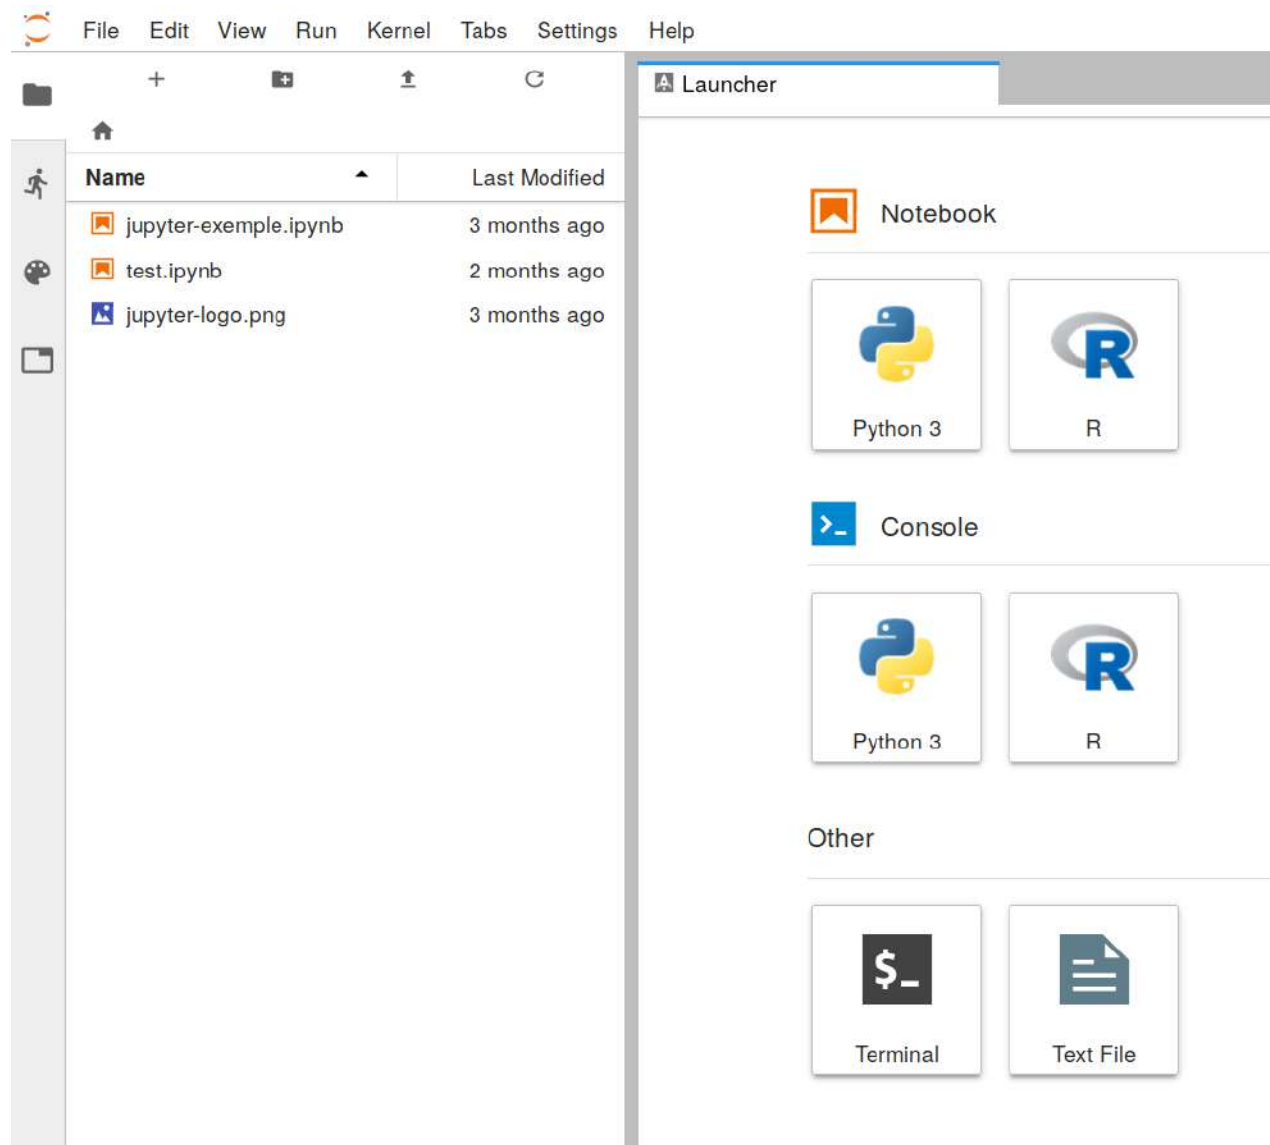 File Edit View Run Kernel Tabs Settings Help
Launcher
Name Last Modified
jupyter-exemple.ipynb 3 months ago
test.ipynb 2 months ago
jupyter-logo.png 3 months ago
Notebook
Python 3 R
Console
Python 3 R
Other
$_
Terminal Text File